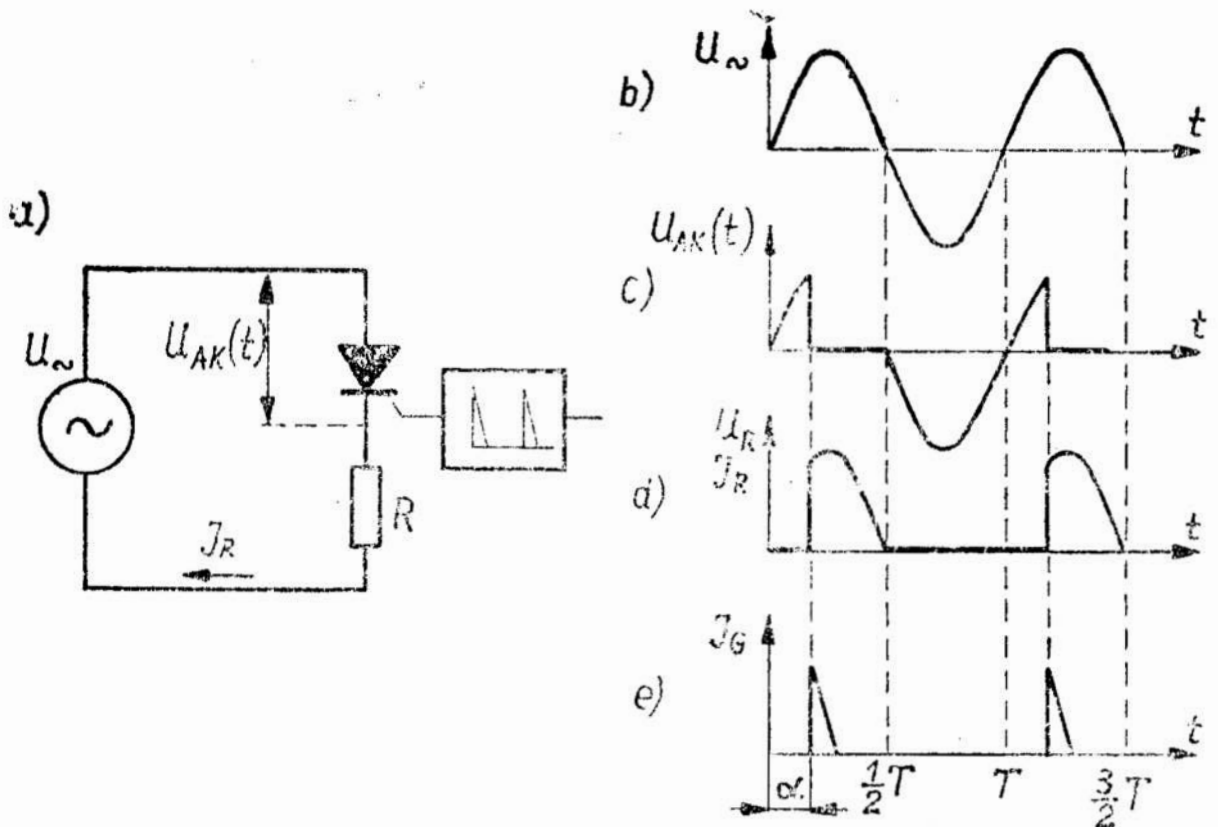 a)
U~
U_AK(t)
J_R
R
b)
U~
t
c)
U_AK(t)
t
d)
U_R
J_R
t
e)
J_G
t
α
1/2 T
T
3/2 T